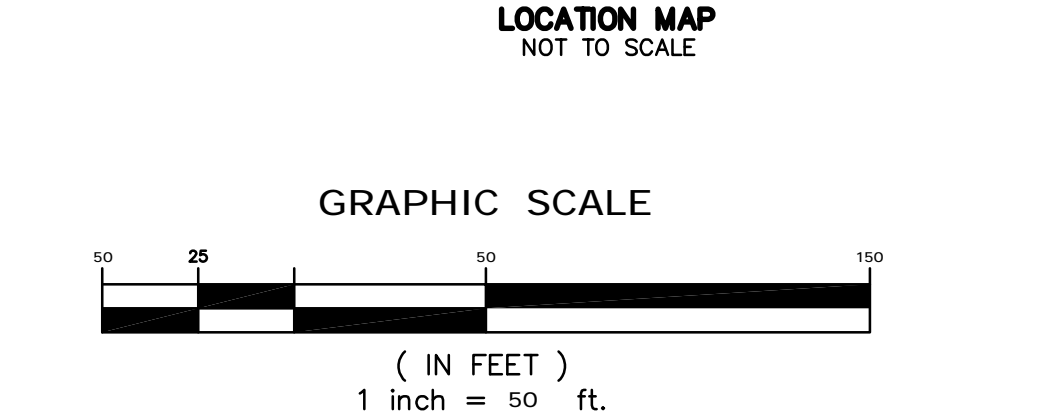 LOCATION MAP
NOT TO SCALE
GRAPHIC SCALE
50 25 50 150
( IN FEET )
1 inch = 50 ft.